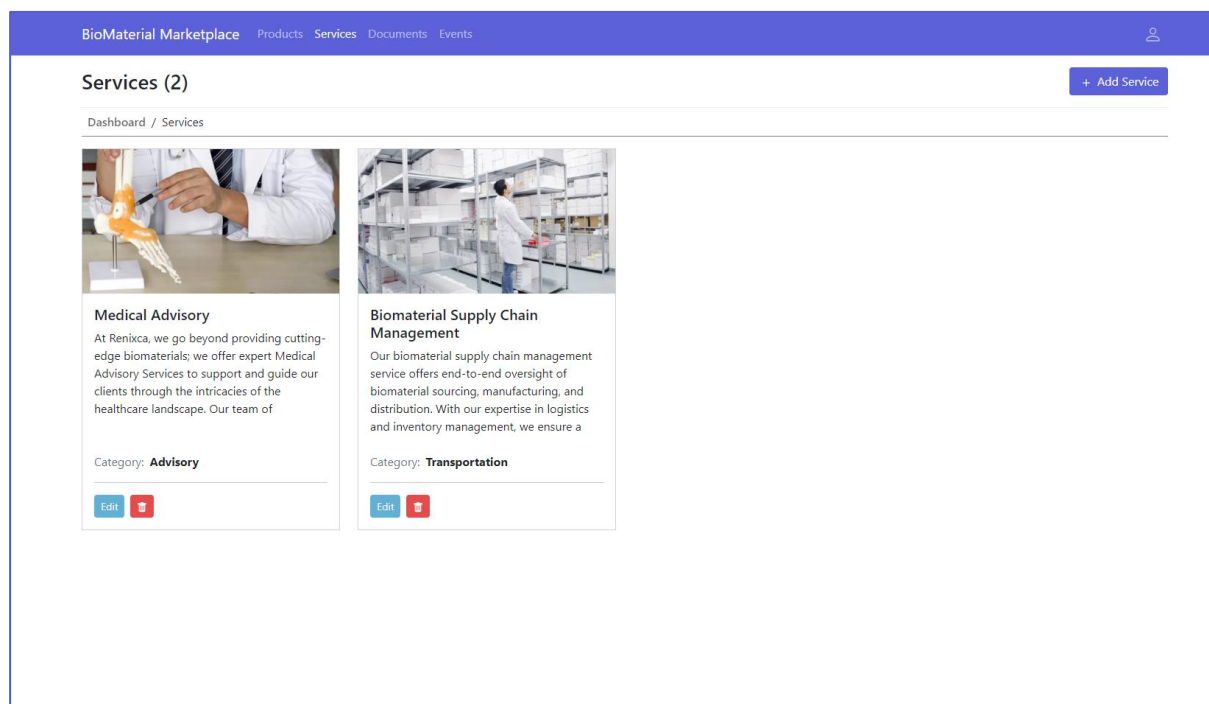 BioMaterial Marketplace Products Services Documents Events
Services (2)
+ Add Service
Dashboard / Services
Medical Advisory
At Renixca, we go beyond providing cutting-
edge biomaterials; we offer expert Medical
Advisory Services to support and guide our
clients through the intricacies of the
healthcare landscape. Our team of
Category: Advisory
Edit
Biomaterial Supply Chain
Management
Our biomaterial supply chain management
service offers end-to-end oversight of
biomaterial sourcing, manufacturing, and
distribution. With our expertise in logistics
and inventory management, we ensure a
Category: Transportation
Edit